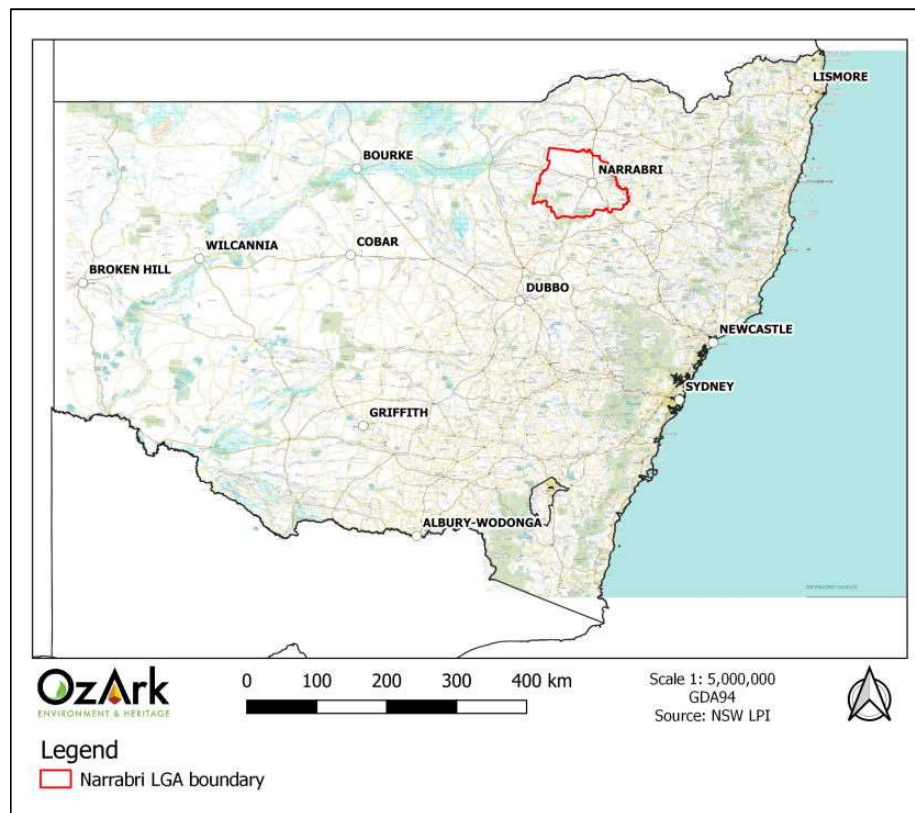 LISMORE
BOURKE
NARRABRI
WILCANNIA
COBAR
BROKEN HILL
DUBBO
NEWCASTLE
SYDNEY
GRIFFITH
ALBURY-WODONGA
OzArk
ENVIRONMENT & HERITAGE
0 100 200 300 400 km
Scale 1: 5,000,000
GDA94
Source: NSW LPI
Legend
Narrabri LGA boundary